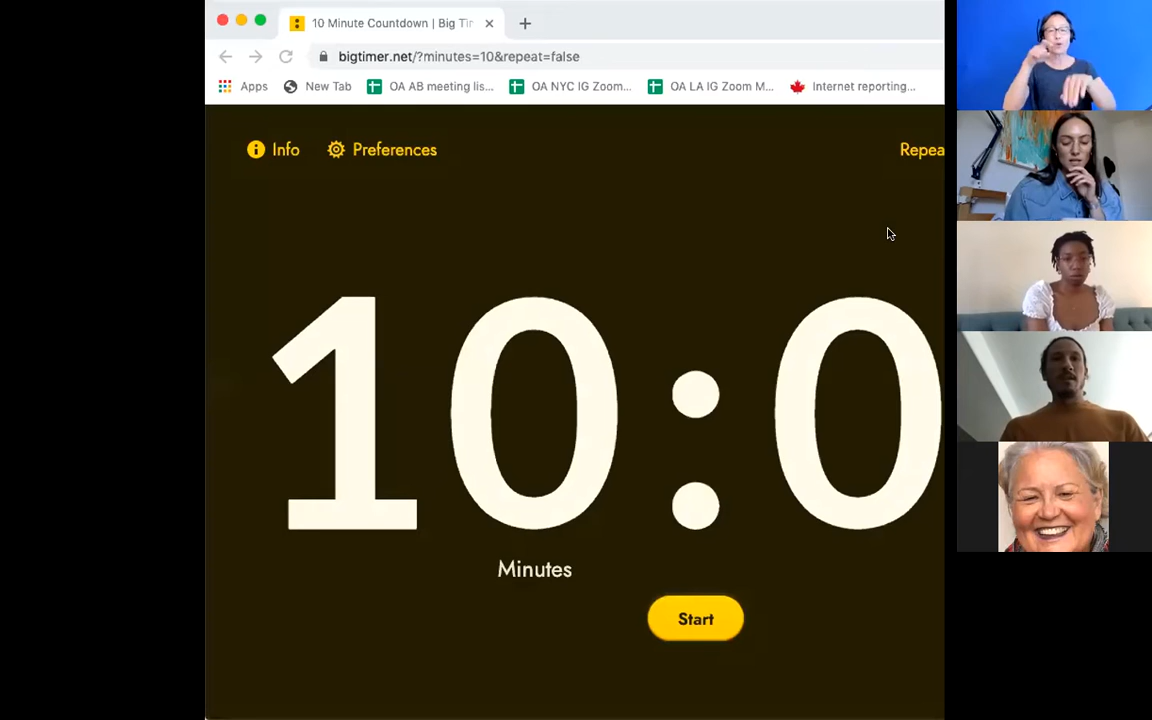 10 Minute Countdown | Big Tir
bigtimer.net/?minutes=10&repeat=false
Apps New Tab OA AB meeting lis... OA NYC IG Zoom... OA LA IG Zoom M... Internet reporting...
Info Preferences Repea
10:0
Minutes
Start